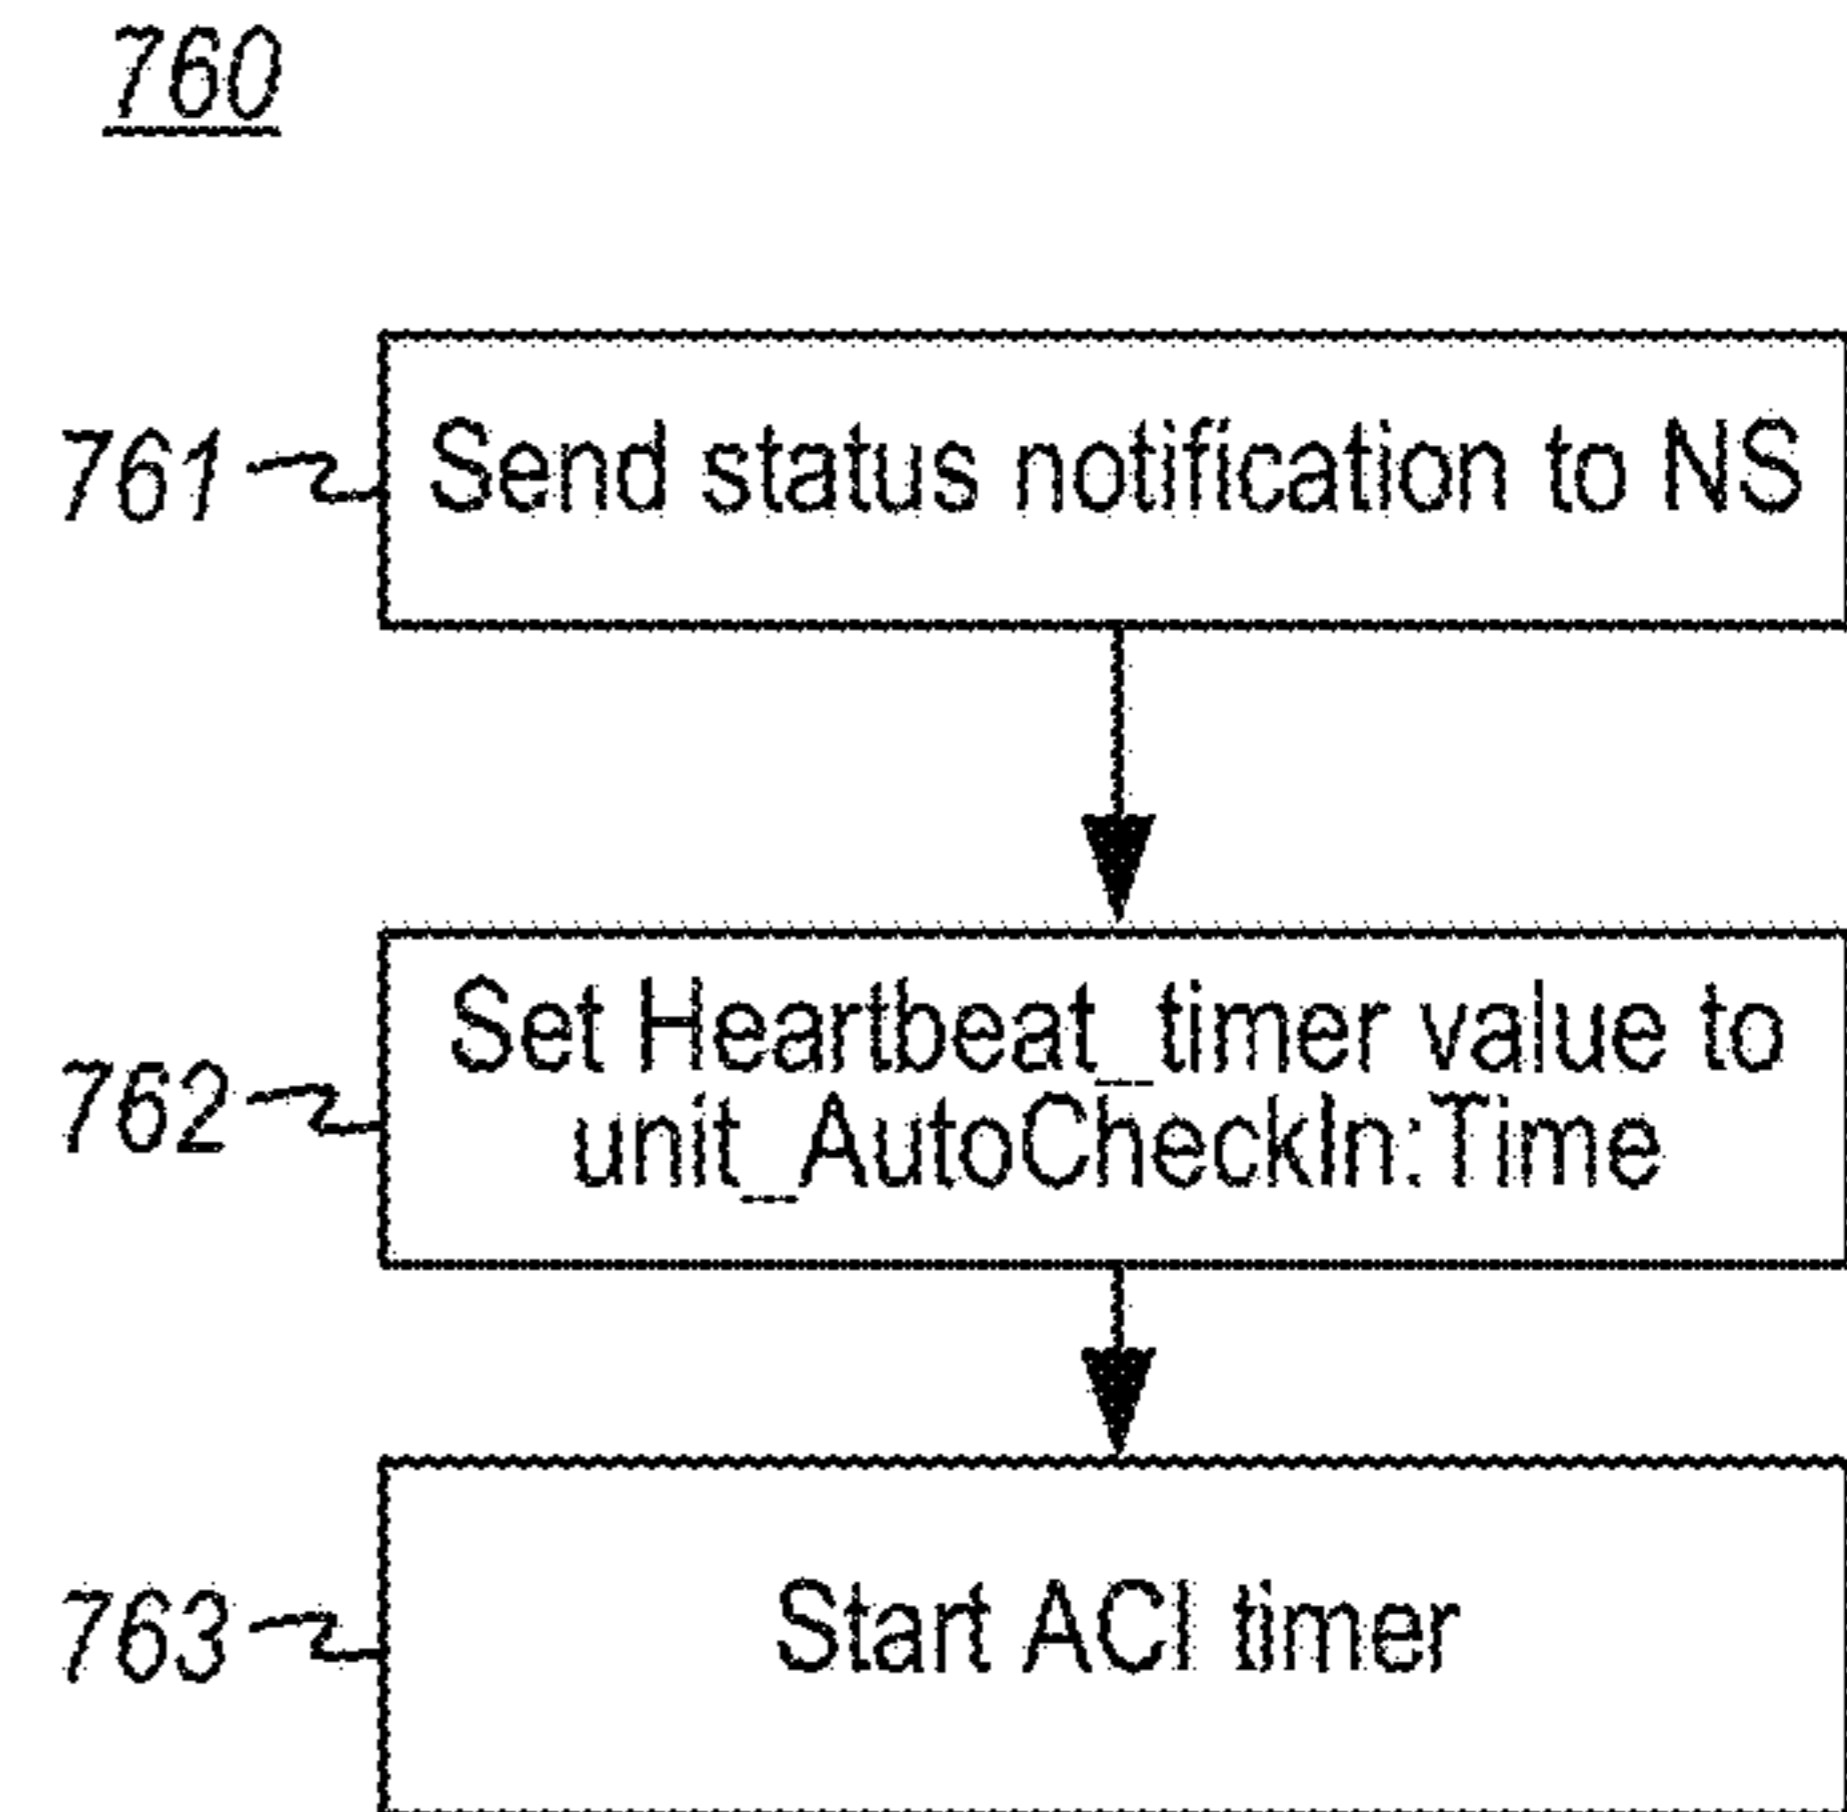 760
761
Send status notification to NS
762
Set Heartbeat_timer value to
unit_AutoCheckIn:Time
763
Start ACI timer